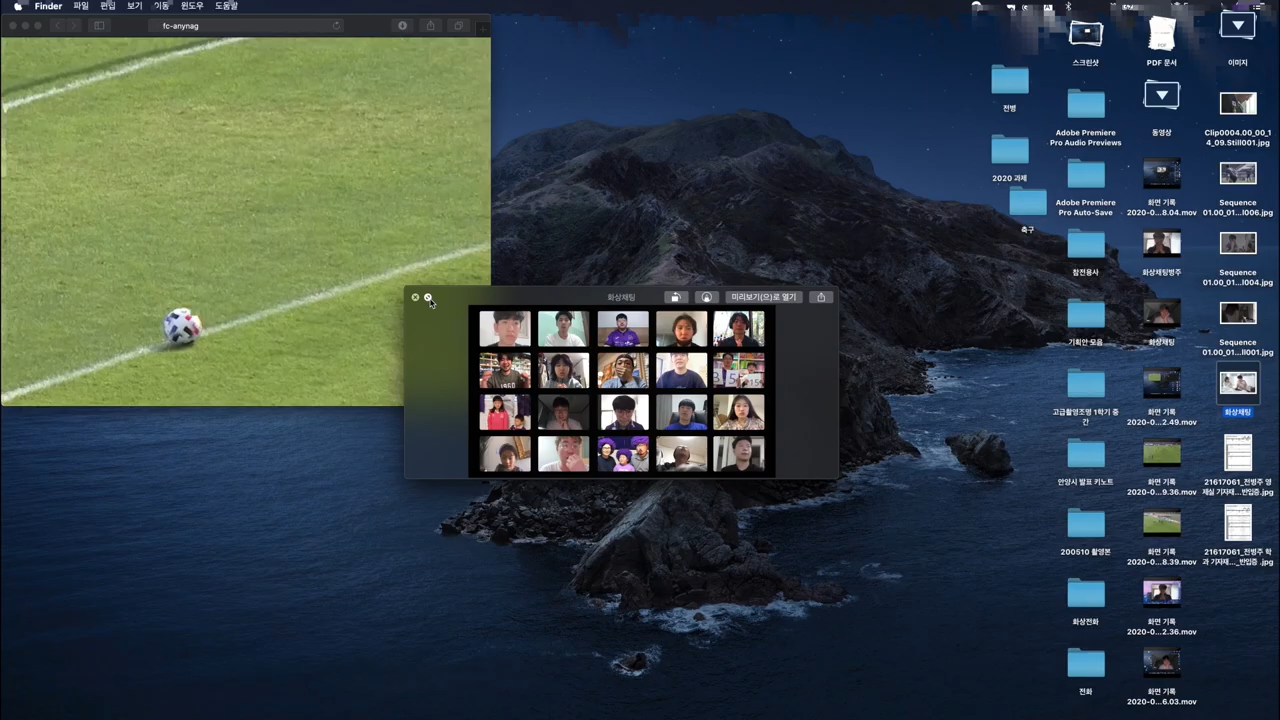 Finder 파일 편집 보기 이동 윈도우 도움말
fc-anynag
화상채팅
미리보기(으)로 열기
스크린샷
PDF 문서
이미지
전병
동영상
Adobe Premiere
Pro Audio Previews
Clip0004.00_00_1
4_09.Still001.jpg
2020 과제
Adobe Premiere
Pro Auto-Save
화면 기록
2020-0...8.04.mov
Sequence
01.00_01...ll006.jpg
축구
참전용사
화상채팅병주
Sequence
01.00_01...ll004.jpg
기획안 모음
화상채팅
Sequence
01.00_01...ll001.jpg
고급촬영조명 1학기 중
간
화면 기록
2020-0...2.49.mov
화상채팅
안양시 발표 키노트
화면 기록
2020-0...9.36.mov
21617061_전병주 영
제실 기자재...반입증.jpg
200510 촬영본
화면 기록
2020-0...8.39.mov
21617061_전병주 학
과 기자재..._반입증 .jpg
화상전화
화면 기록
2020-0...2.36.mov
전화
화면 기록
2020-0...6.03.mov